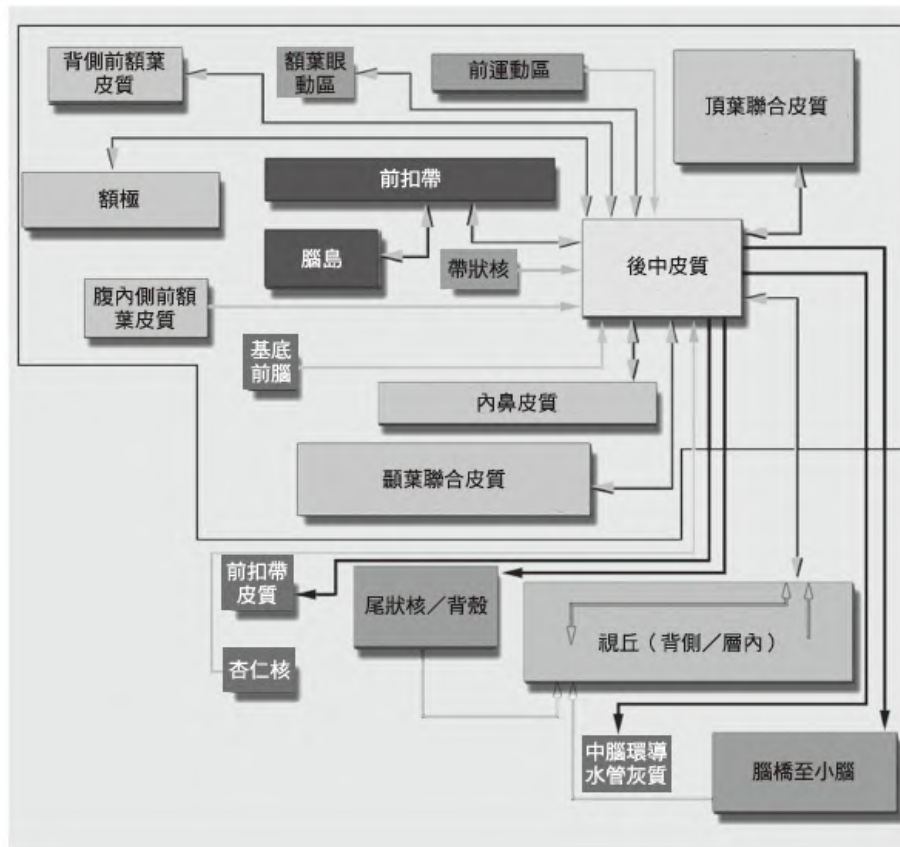 背側前額葉
皮質
額葉眼
動區
前運動區
頂葉聯合皮質
額極
前扣帶
腦島
帶狀核
後中皮質
腹內側前額
葉皮質
基底
前腦
內鼻皮質
顳葉聯合皮質
前扣帶
皮質
尾狀核／背殼
視丘（背側／層內）
杏仁核
中腦環導
水管灰質
腦橋至小腦